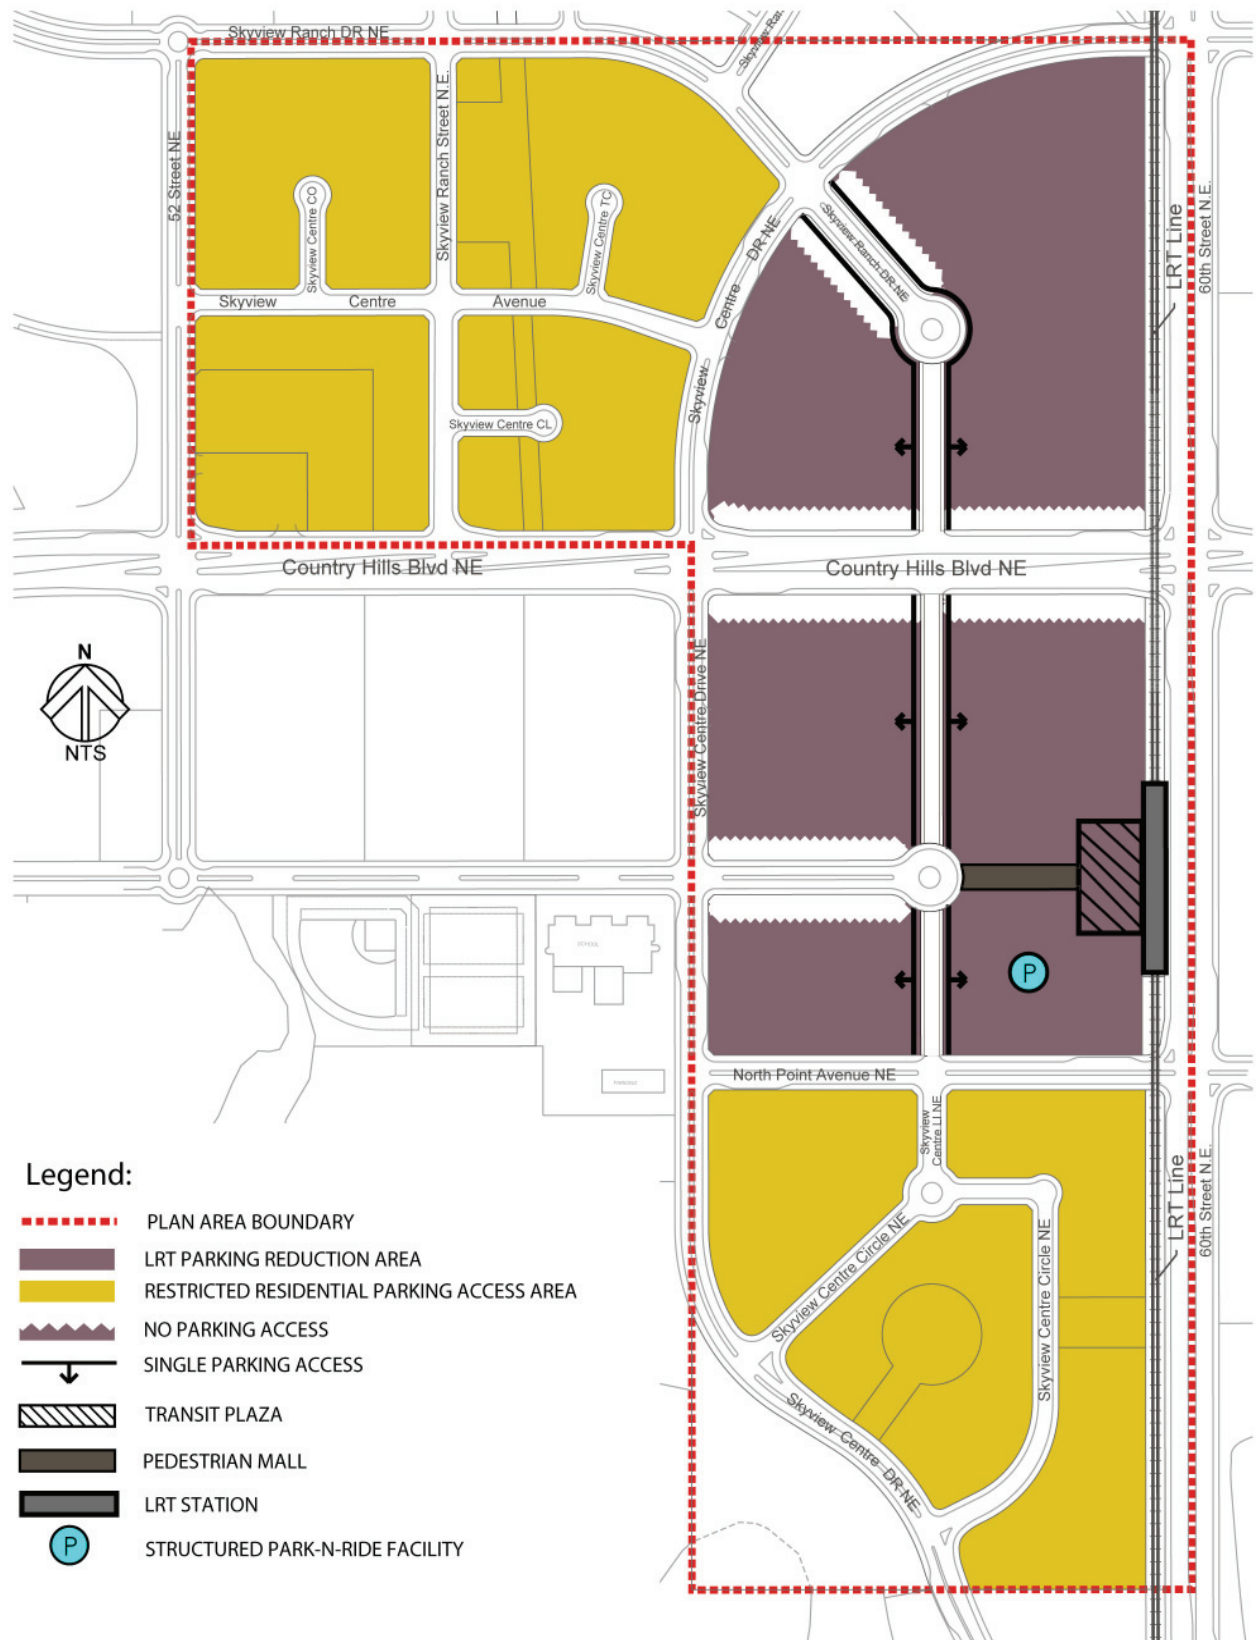 Skyview Ranch DR NE
Skyview Ra
52 Street NE
Skyview Ranch Street N.E.
Skyview Centre CO
Skyview Centre TC
Skyview Centre Avenue
Skyview Centre DR NE
Skyview Ranch DR NE
LRT Line
60th Street N.E.
Skyview Centre CL
Country Hills Blvd NE
Country Hills Blvd NE
N
NTS
Skyview Centre Drive NE
SCHOOL
P
North Point Avenue NE
Skyview
Centre LI NE
Skyview Centre Circle NE
Skyview Centre Circle NE
LRT Line
60th Street N.E.
Skyview Centre DR NE
Legend:
PLAN AREA BOUNDARY
LRT PARKING REDUCTION AREA
RESTRICTED RESIDENTIAL PARKING ACCESS AREA
NO PARKING ACCESS
SINGLE PARKING ACCESS
TRANSIT PLAZA
PEDESTRIAN MALL
LRT STATION
P STRUCTURED PARK-N-RIDE FACILITY